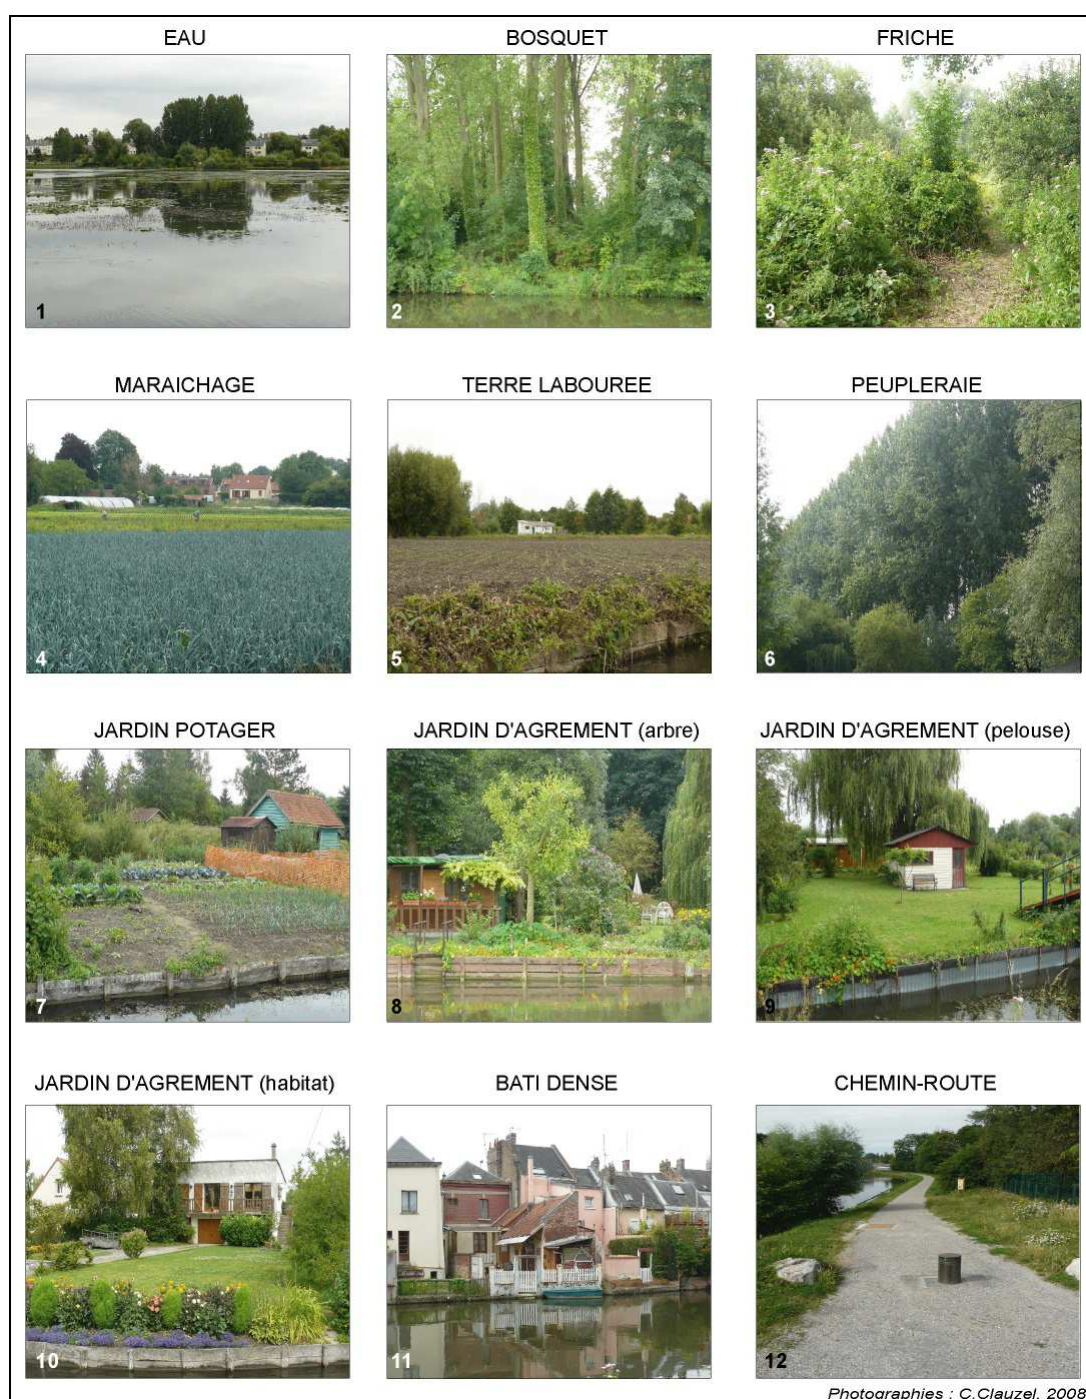 EAU
BOSQUET
FRICHE
1
2
3
MARAICHAGE
TERRE LABOUREE
PEUPLERAIE
4
5
6
JARDIN POTAGER
JARDIN D'AGREMENT (arbre)
JARDIN D'AGREMENT (pelouse)
7
8
9
JARDIN D'AGREMENT (habitat)
BATI DENSE
CHEMIN-ROUTE
10
11
12
Photographies : C.Clauzel, 2008